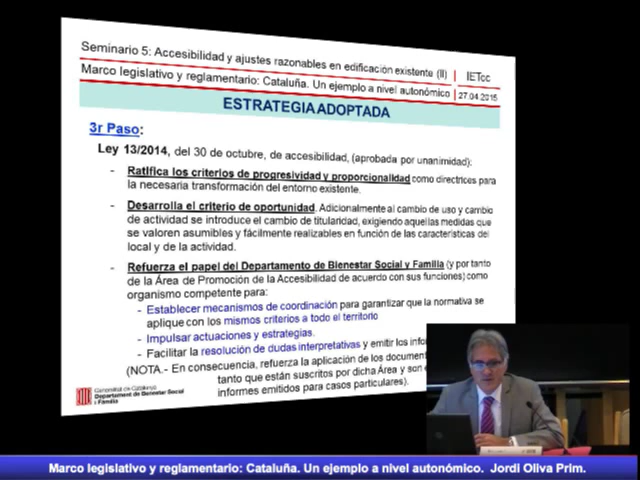 Seminario 5: Accesibilidad y ajustes razonables en edificación existente (II)
IETcc
Marco legislativo y reglamentario: Cataluña. Un ejemplo a nivel autonómico
27.04.2015
ESTRATEGIA ADOPTADA
3r Paso:
Ley 13/2014, del 30 de octubre, de accesibilidad, (aprobada por unanimidad):
- Ratifica los criterios de progresividad y proporcionalidad como directrices para
la necesaria transformación del entorno existente.
- Desarrolla el criterio de oportunidad. Adicionalmente al cambio de uso y cambio
de actividad se introduce el cambio de titularidad, exigiendo aquellas medidas que
se valoren asumibles y fácilmente realizables en función de las características del
local y de la actividad.
- Refuerza el papel del Departamento de Bienestar Social y Familia (y por tanto
de la Área de Promoción de la Accesibilidad de acuerdo con sus funciones) como
organismo competente para:
- Establecer mecanismos de coordinación para garantizar que la normativa se
aplique con los mismos criterios a todo el territorio
- Impulsar actuaciones y estrategias.
- Facilitar la resolución de dudas interpretativas y emitir los
(NOTA.- En consecuencia, refuerza la aplicación de los
tanto que están suscritos por dicha Área y son
informes emitidos para casos particulares).
Generalitat de Catalunya
Departamento de Bienestar Social
i Familia
Marco legislativo y reglamentario: Cataluña. Un ejemplo a nivel autonómico. Jordi Oliva Prim.